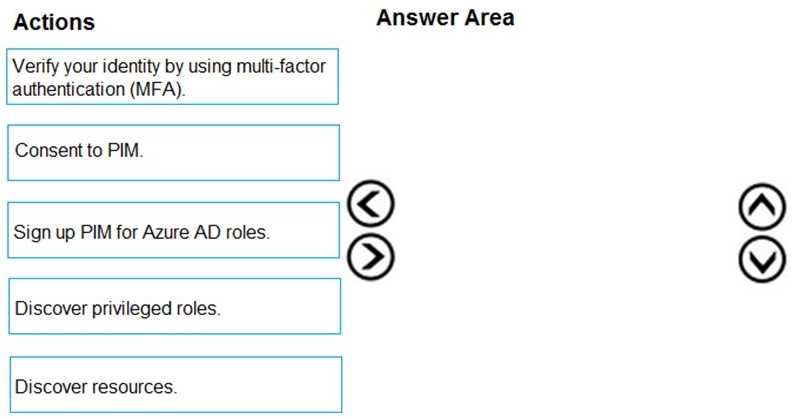 Actions
Answer Area
Verify your identity by using multi-factor
authentication (MFA).
Consent to PIM.
Sign up PIM for Azure AD roles.
Discover privileged roles.
Discover resources.